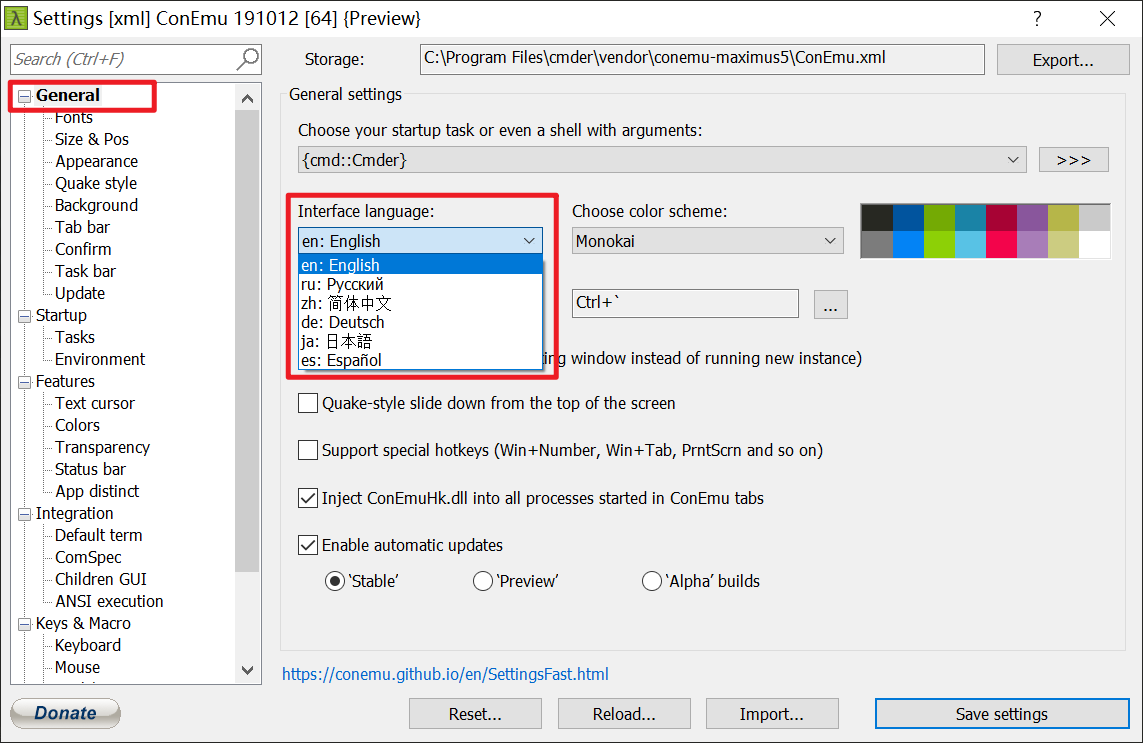 Settings [xml] ConEmu 191012 [64] {Preview}
?
Search (Ctrl+F)
General
Fonts
Size & Pos
Appearance
Quake style
Background
Tab bar
Confirm
Task bar
Update
Startup
Tasks
Environment
Features
Text cursor
Colors
Transparency
Status bar
App distinct
Integration
Default term
ComSpec
Children GUI
ANSI execution
Keys & Macro
Keyboard
Mouse
Storage:
C:\Program Files\cmder\vendor\conemu-maximus5\ConEmu.xml
Export...
General settings
Choose your startup task or even a shell with arguments:
{cmd::Cmder}
>>>
Interface language:
en: English
en: English
ru: Русский
zh: 简体中文
de: Deutsch
ja: 日本語
es: Español
Choose color scheme:
Monokai
Ctrl+`
...
window instead of running new instance)
Quake-style slide down from the top of the screen
Support special hotkeys (Win+Number, Win+Tab, PrntScrn and so on)
Inject ConEmuHk.dll into all processes started in ConEmu tabs
Enable automatic updates
‘Stable’
‘Preview’
‘Alpha’ builds
https://conemu.github.io/en/SettingsFast.html
Donate
Reset...
Reload...
Import...
Save settings